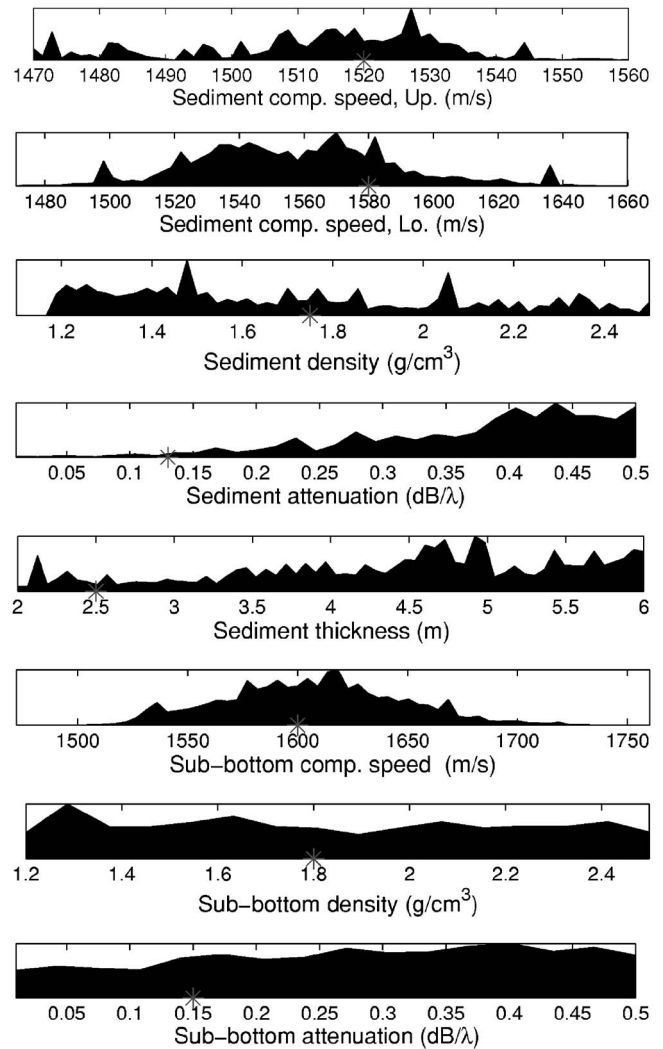 1470 1480 1490 1500 1510 1520 1530 1540 1550 1560
Sediment comp. speed, Up. (m/s)
1480 1500 1520 1540 1560 1580 1600 1620 1640 1660
Sediment comp. speed, Lo. (m/s)
1.2 1.4 1.6 1.8 2 2.2 2.4
Sediment density (g/cm³)
0.05 0.1 0.15 0.2 0.25 0.3 0.35 0.4 0.45 0.5
Sediment attenuation (dB/λ)
2 2.5 3 3.5 4 4.5 5 5.5 6
Sediment thickness (m)
1500 1550 1600 1650 1700 1750
Sub−bottom comp. speed (m/s)
1.2 1.4 1.6 1.8 2 2.2 2.4
Sub−bottom density (g/cm³)
0.05 0.1 0.15 0.2 0.25 0.3 0.35 0.4 0.45 0.5
Sub−bottom attenuation (dB/λ)